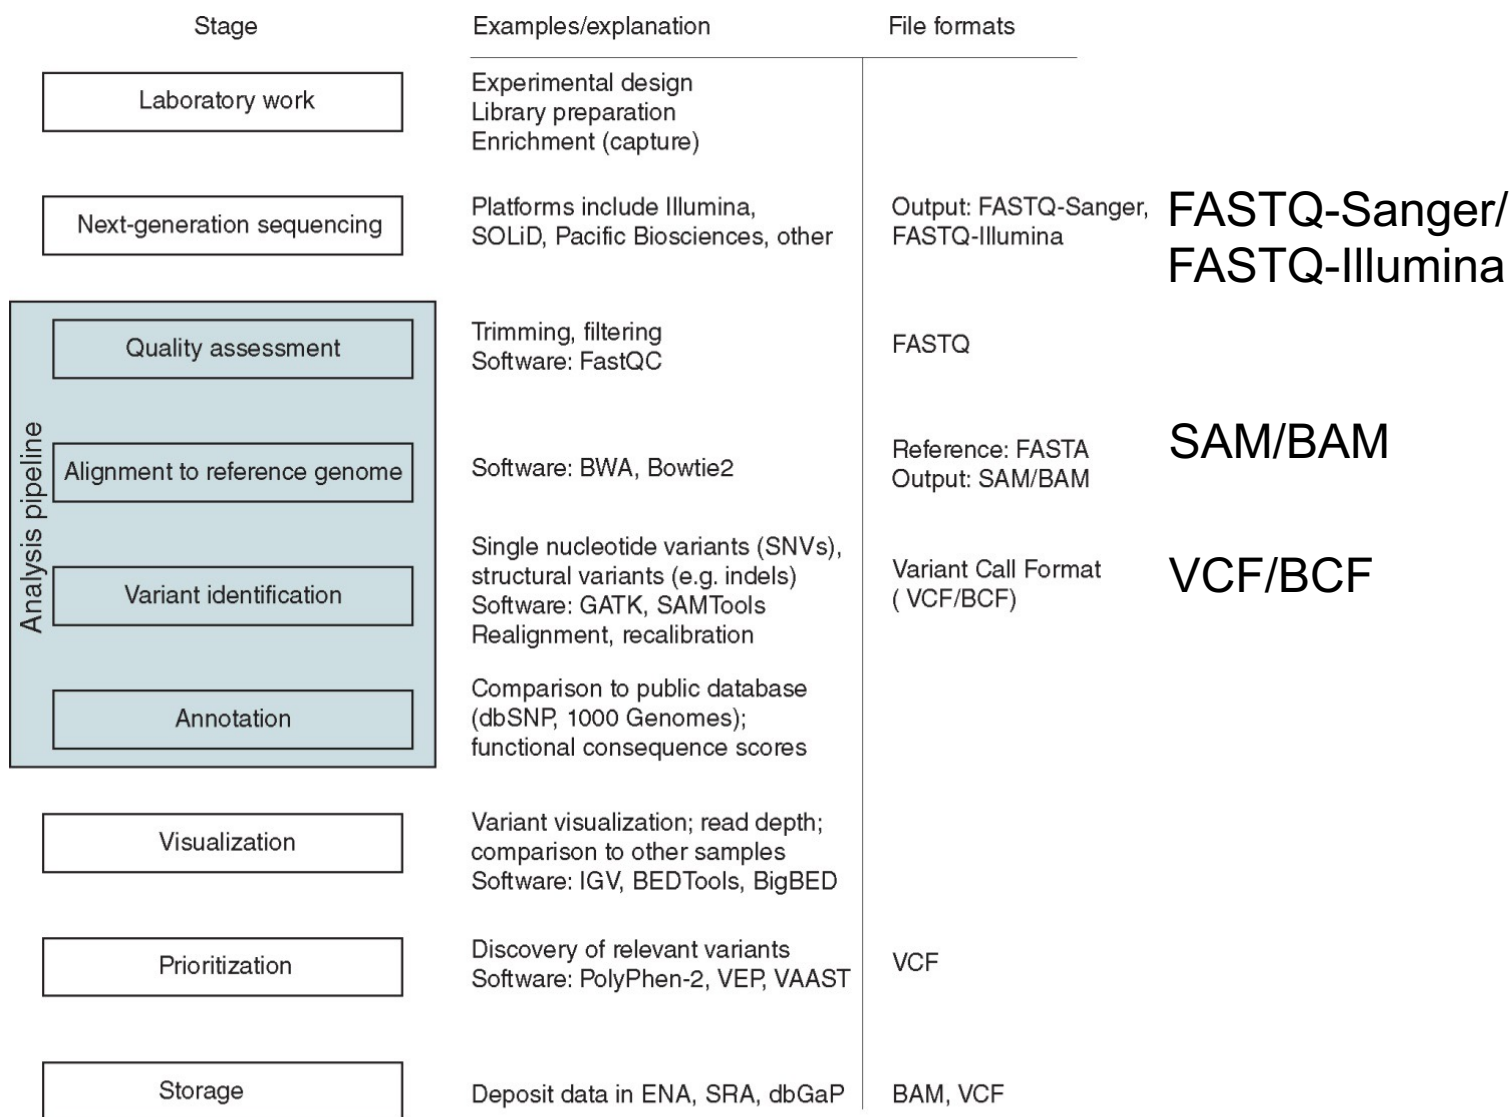 Stage
Examples/explanation
File formats
Laboratory work
Experimental design
Library preparation
Enrichment (capture)
Next-generation sequencing
Platforms include Illumina,
SOLiD, Pacific Biosciences, other
Output: FASTQ-Sanger,
FASTQ-Illumina
FASTQ-Sanger/
FASTQ-Illumina
Analysis pipeline
Quality assessment
Trimming, filtering
Software: FastQC
FASTQ
Alignment to reference genome
Software: BWA, Bowtie2
Reference: FASTA
Output: SAM/BAM
SAM/BAM
Variant identification
Single nucleotide variants (SNVs),
structural variants (e.g. indels)
Software: GATK, SAMTools
Realignment, recalibration
Variant Call Format
( VCF/BCF)
VCF/BCF
Annotation
Comparison to public database
(dbSNP, 1000 Genomes);
functional consequence scores
Visualization
Variant visualization; read depth;
comparison to other samples
Software: IGV, BEDTools, BigBED
Prioritization
Discovery of relevant variants
Software: PolyPhen-2, VEP, VAAST
VCF
Storage
Deposit data in ENA, SRA, dbGaP
BAM, VCF